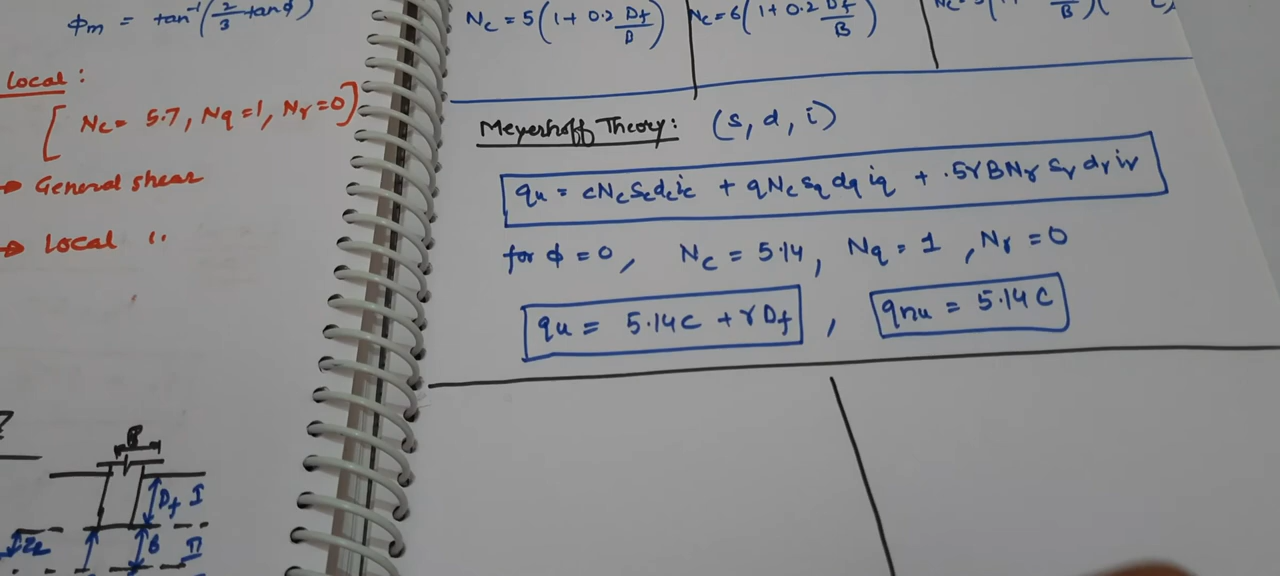 ϕm = tan⁻¹(2/3 tanϕ)
Local :
[ Nc = 5.7, Nq = 1, Nγ = 0 ]
→ General shear
→ Local "
B
Df I
B II
Nc = 5(1 + 0.2 Df/B)
Nc = 6(1 + 0.2 Df/B)
Meyerhoff Theory: (s, d, i)
qu = cNc sc dc ic + qNc sq dq iq + .5γBNγ sγ dγ iγ
for ϕ = 0, Nc = 5.14, Nq = 1, Nγ = 0
qu = 5.14C + γDf , qnu = 5.14C